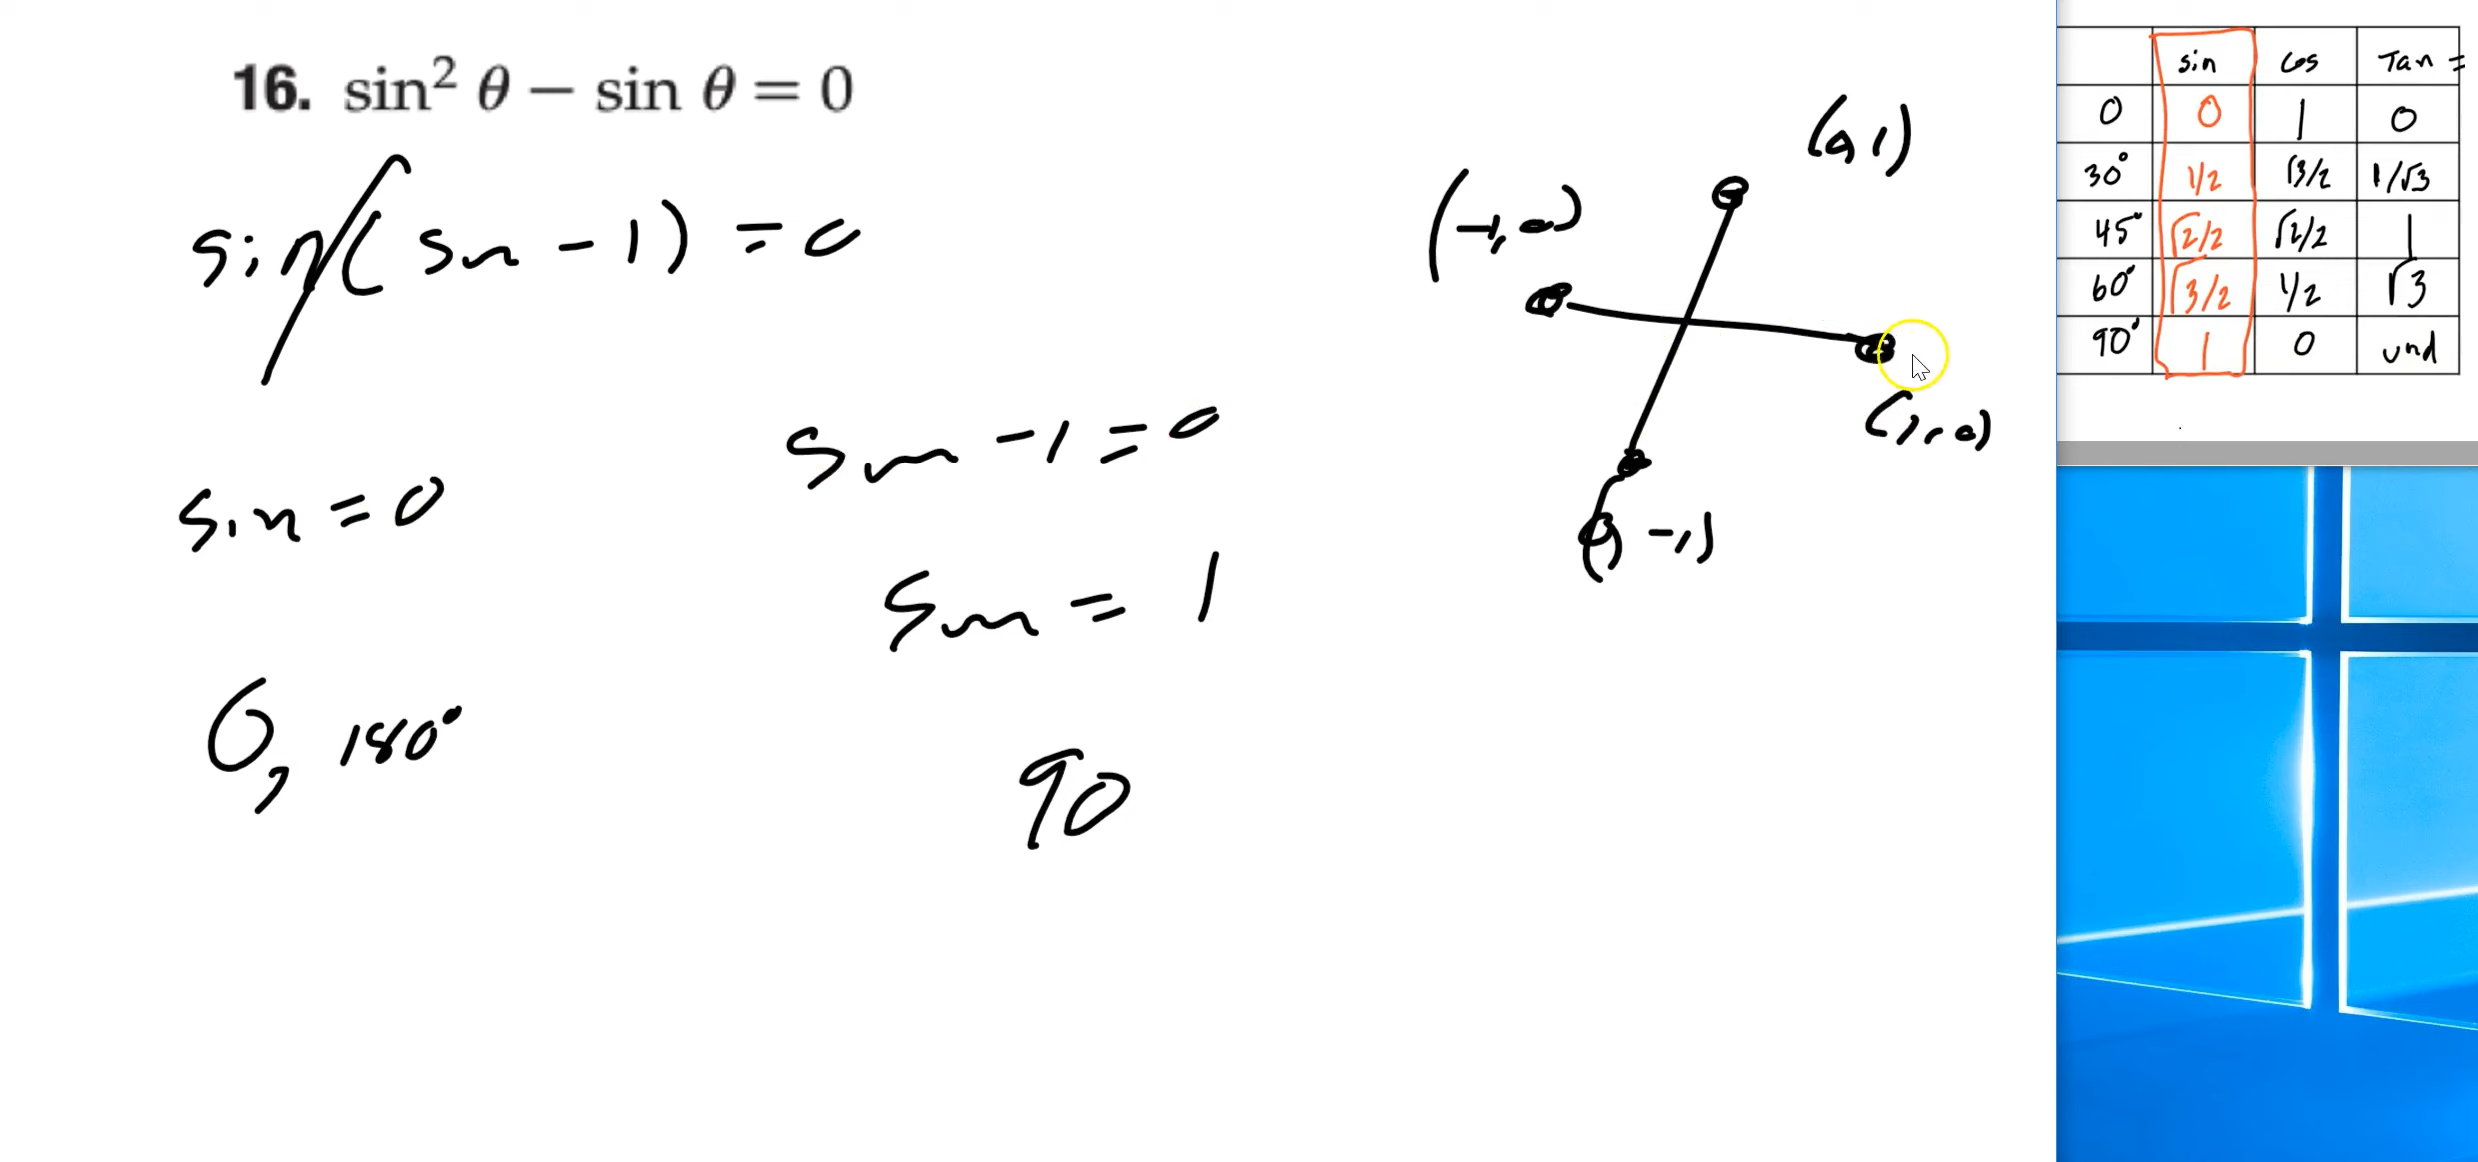 16. sin² θ − sin θ = 0
sin ( sin − 1) = 0
sin = 0
sin − 1 = 0
sin = 1
0, 180°
90
(0, 1)
(-1, 0)
(1, 0)
(0, -1)
sin cos Tan =
0 0 1 0
30° 1/2 √3/2 1/√3
45° √2/2 √2/2 1
60° √3/2 1/2 √3
90° 1 0 und